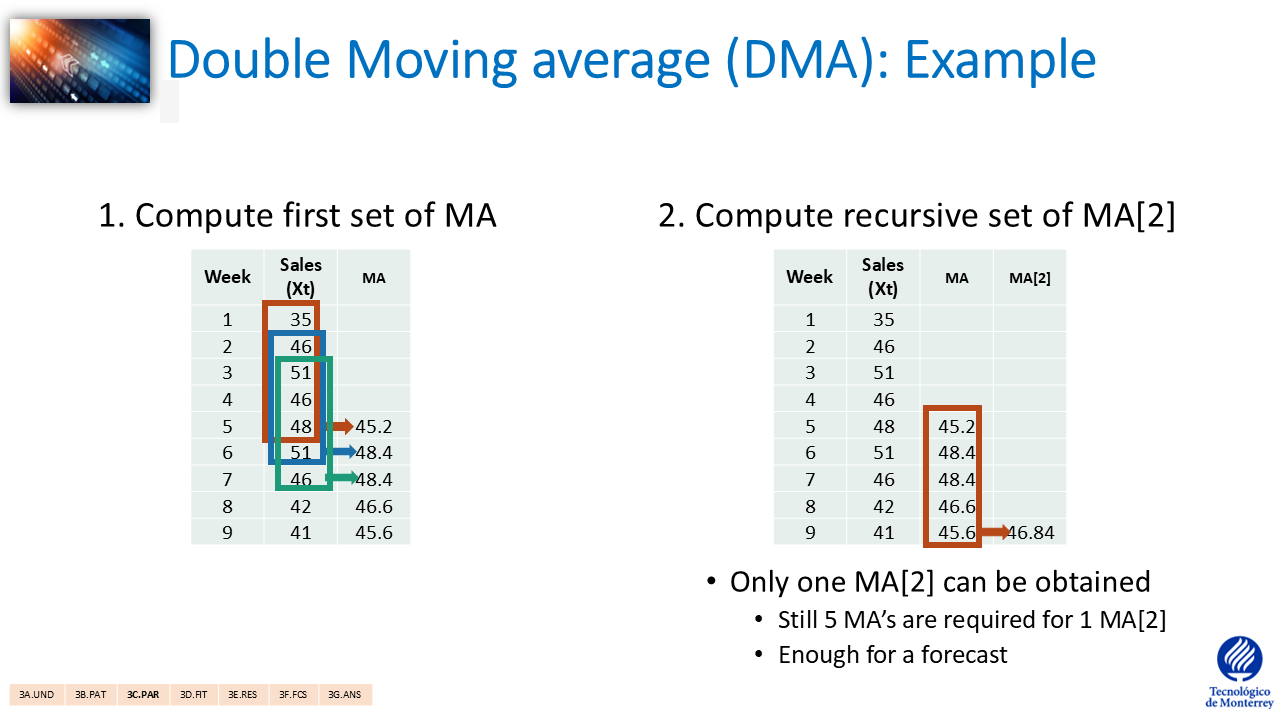 Double Moving average (DMA): Example
1. Compute first set of MA
Week Sales (Xt) MA
1 35
2 46
3 51
4 46
5 48 45.2
6 51 48.4
7 46 48.4
8 42 46.6
9 41 45.6
2. Compute recursive set of MA[2]
Week Sales (Xt) MA MA[2]
1 35
2 46
3 51
4 46
5 48 45.2
6 51 48.4
7 46 48.4
8 42 46.6
9 41 45.6 46.84
• Only one MA[2] can be obtained
• Still 5 MA’s are required for 1 MA[2]
• Enough for a forecast
3A.UND 3B.PAT 3C.PAR 3D.FIT 3E.RES 3F.FCS 3G.ANS
Tecnológico
de Monterrey